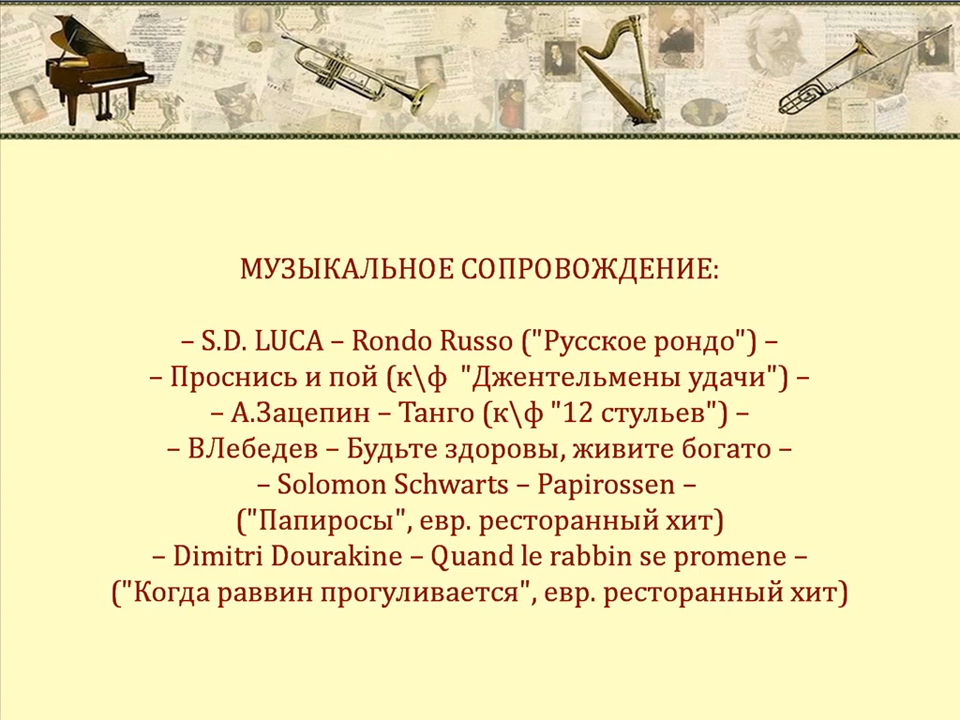 МУЗЫКАЛЬНОЕ СОПРОВОЖДЕНИЕ:
– S.D. LUCA – Rondo Russo ("Русское рондо") –
– Проснись и пой (к\ф  "Джентельмены удачи") –
– А.Зацепин – Танго (к\ф "12 стульев") –
– ВЛебедев – Будьте здоровы, живите богато –
– Solomon Schwarts – Papirossen –
("Папиросы", евр. ресторанный хит)
– Dimitri Dourakine – Quand le rabbin se promene –
("Когда раввин прогуливается", евр. ресторанный хит)